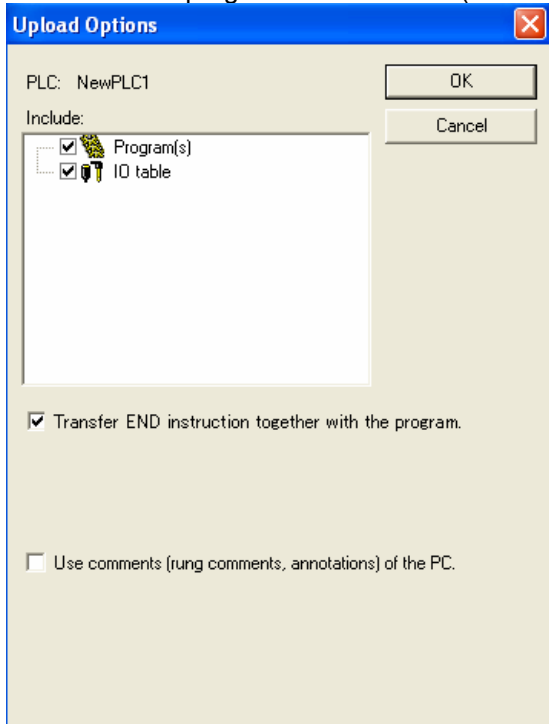 Upload Options
PLC: NewPLC1
OK
Include:
Cancel
Program(s)
IO table
Transfer END instruction together with the program.
Use comments (rung comments, annotations) of the PC.